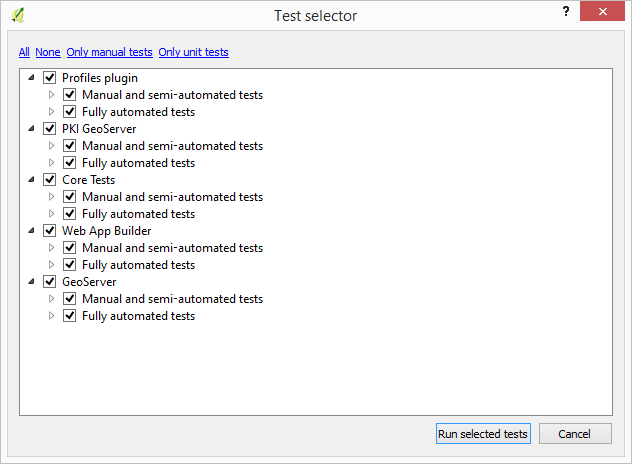 Test selector
?
All None Only manual tests Only unit tests
Profiles plugin
Manual and semi-automated tests
Fully automated tests
PKI GeoServer
Manual and semi-automated tests
Fully automated tests
Core Tests
Manual and semi-automated tests
Fully automated tests
Web App Builder
Manual and semi-automated tests
Fully automated tests
GeoServer
Manual and semi-automated tests
Fully automated tests
Run selected tests Cancel